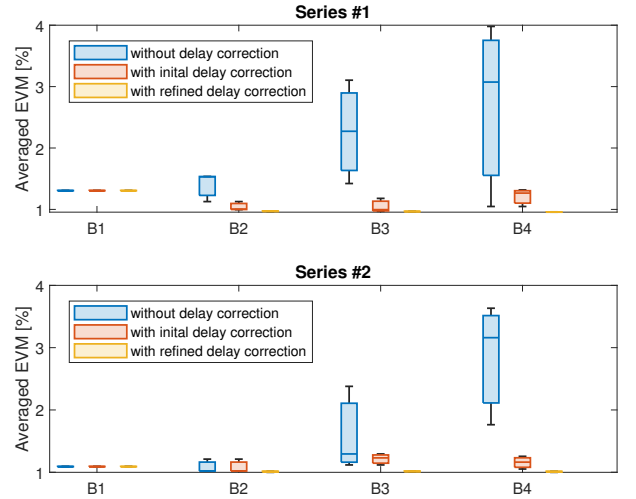 Series #1
Averaged EVM [%]
4
3
2
1
without delay correction
with inital delay correction
with refined delay correction
B1 B2 B3 B4
Series #2
Averaged EVM [%]
4
3
2
1
without delay correction
with inital delay correction
with refined delay correction
B1 B2 B3 B4